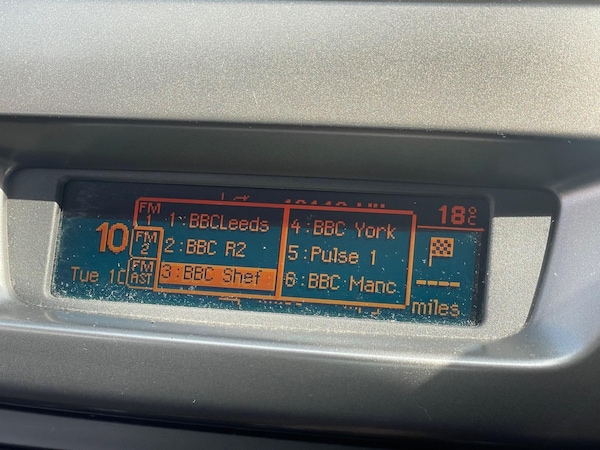 FM 1
FM 2
FM AST
1:BBCLeeds
2:BBC R2
3:BBC Shef
4:BBC York
5:Pulse 1
6:BBC Manc
18°C
10
Tue 10
----
miles